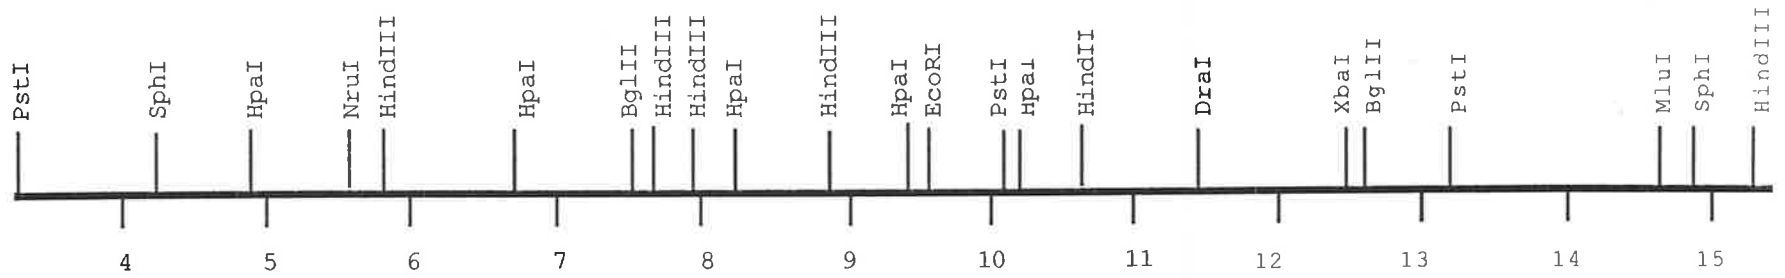 PstI SphI HpaI NruI HindIII HpaI BglII HindIII HindIII HpaI HindIII HpaI EcoRI PstI HpaI HindII DraI XbaI BglII PstI MluI SphI HindIII
4 5 6 7 8 9 10 11 12 13 14 15